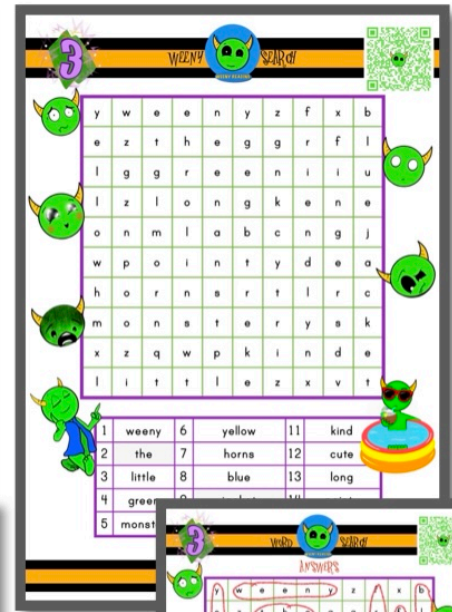 3
WEENY SEARCH
y w e e n y z f x b
e z t h e g g r f l
l g g r e e n i i u
l z l o n g k e n e
o n m l a b c n g j
w p o i n t y d e a
h o r n s r t l r c
m o n s t e r y s k
x z q w p k i n d e
l i t t l e z x v t
1 weeny 6 yellow 11 kind
2 the 7 horns 12 cute
3 little 8 blue 13 long
4 green
5 monst
3
WORD SEARCH
ANSWERS
y w e e n y z f x b